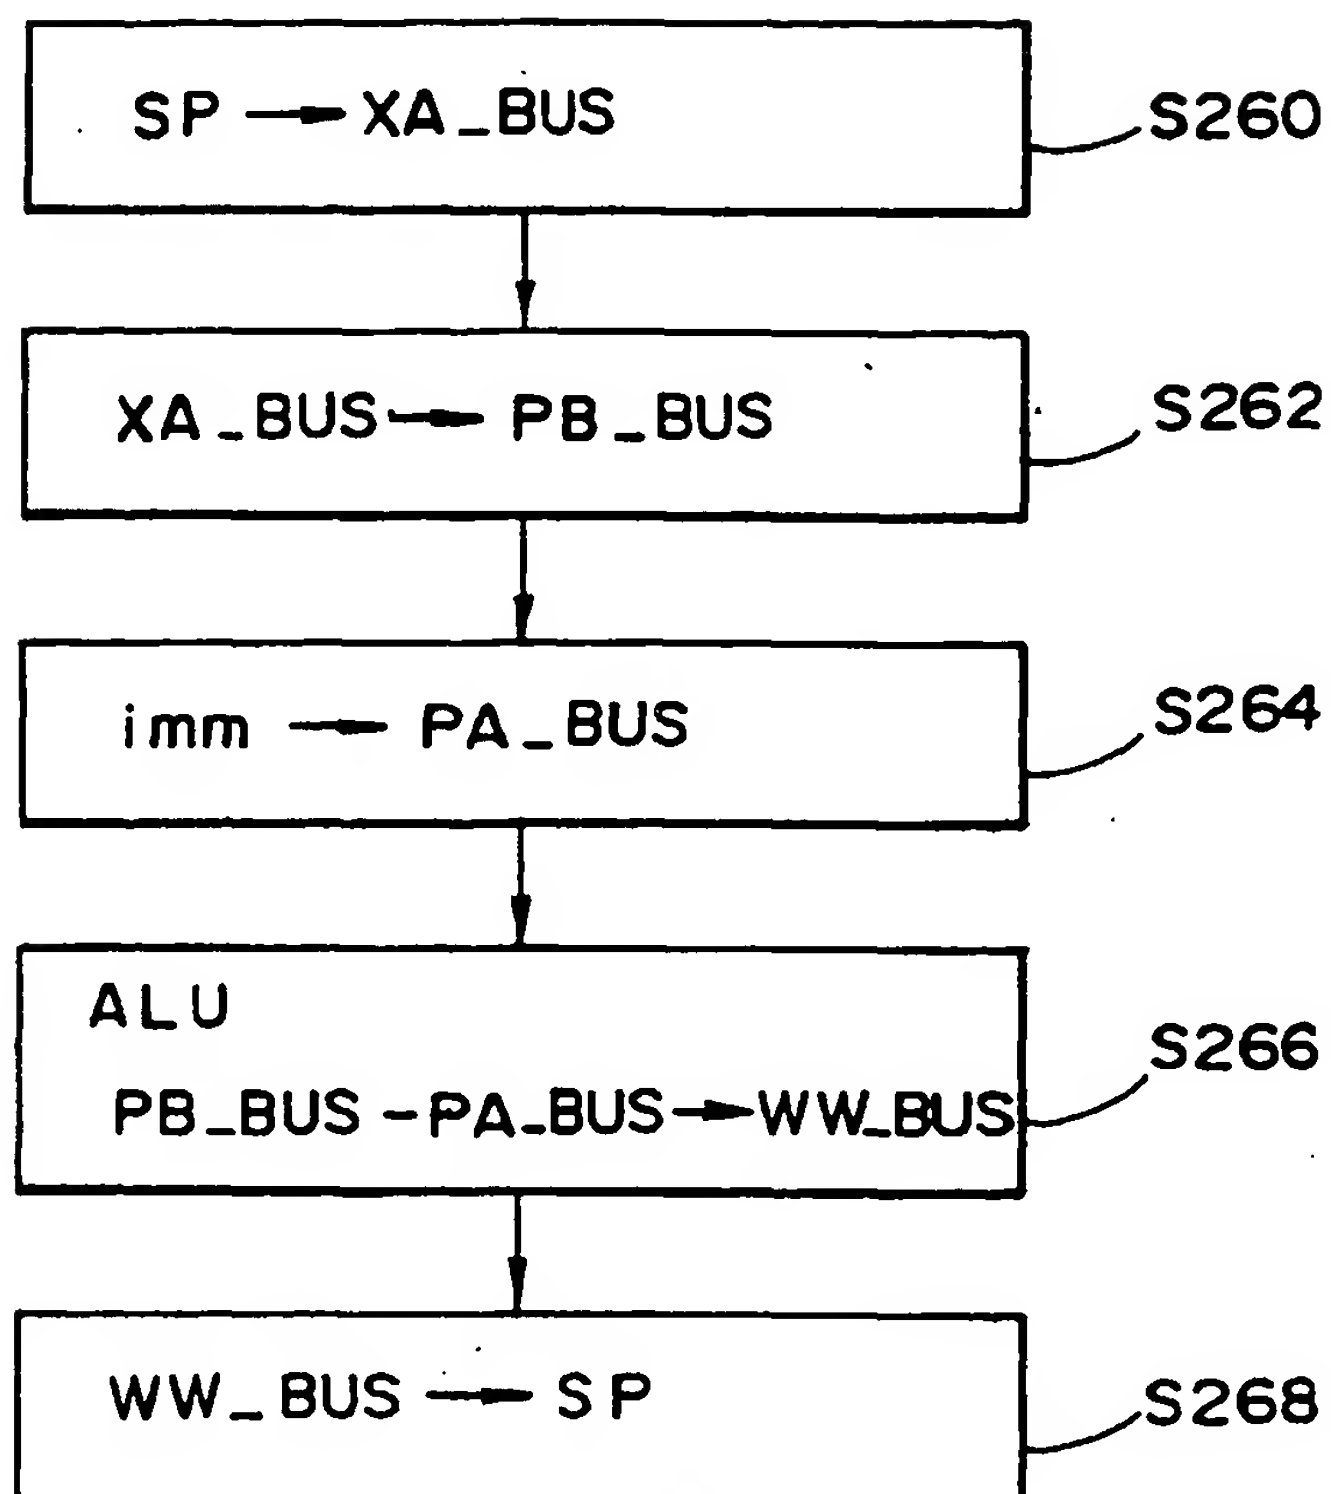 SP → XA_BUS
S260
XA_BUS → PB_BUS
S262
imm → PA_BUS
S264
ALU
PB_BUS - PA_BUS → WW_BUS
S266
WW_BUS → SP
S268